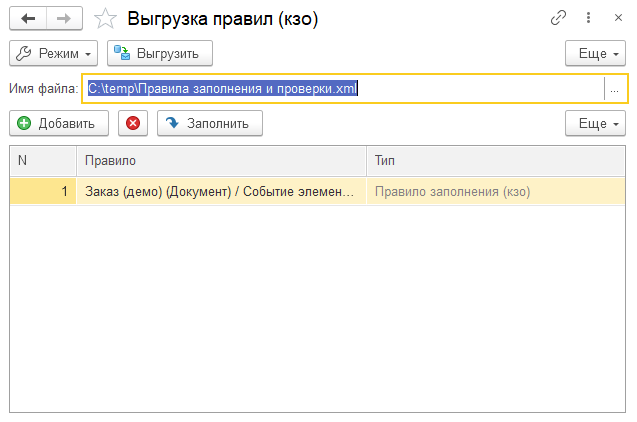 Выгрузка правил (кзо)
Режим Выгрузить Еще
Имя файла: C:\temp\Правила заполнения и проверки.xml ...
Добавить Заполнить Еще
N Правило Тип
1 Заказ (демо) (Документ) / Событие элемен... Правило заполнения (кзо)